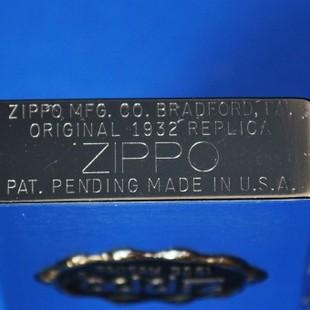 ZIPPO MFG. CO. BRADFORD, PA.
ORIGINAL 1932 REPLICA
ZIPPO
PAT. PENDING MADE IN U.S.A.